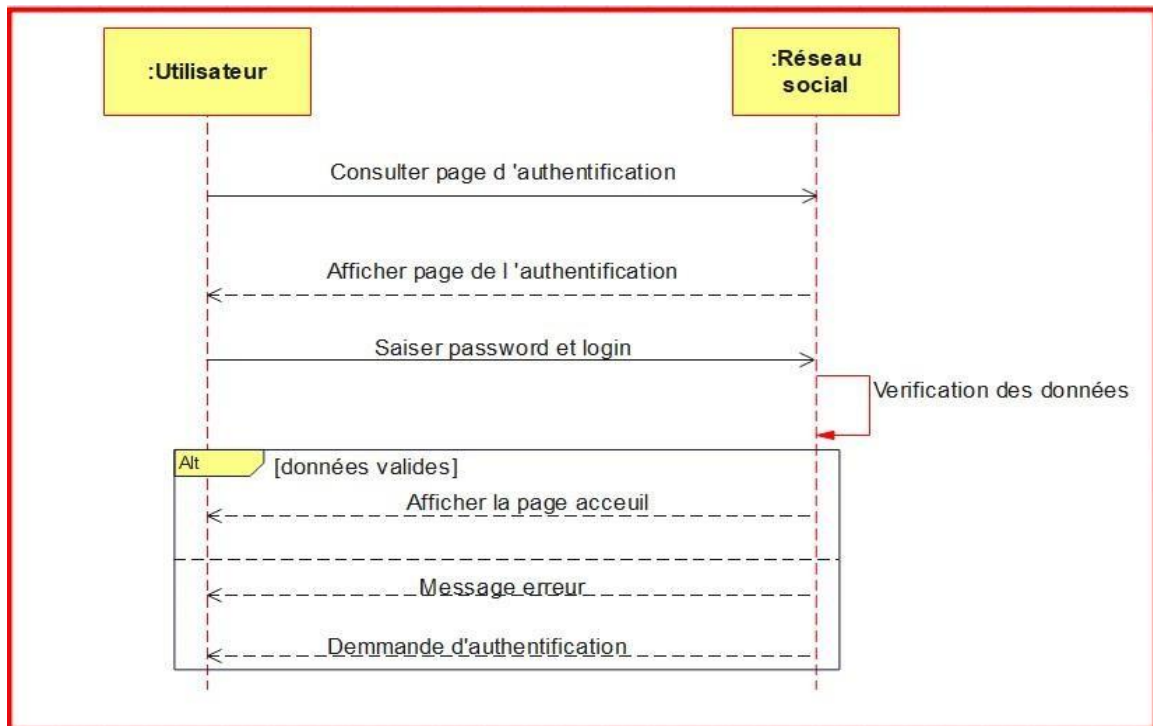 :Utilisateur
:Réseau
social
Consulter page d 'authentification
Afficher page de l 'authentification
Saiser password et login
Verification des données
Alt
[données valides]
Afficher la page acceuil
Message erreur
Demmande d'authentification